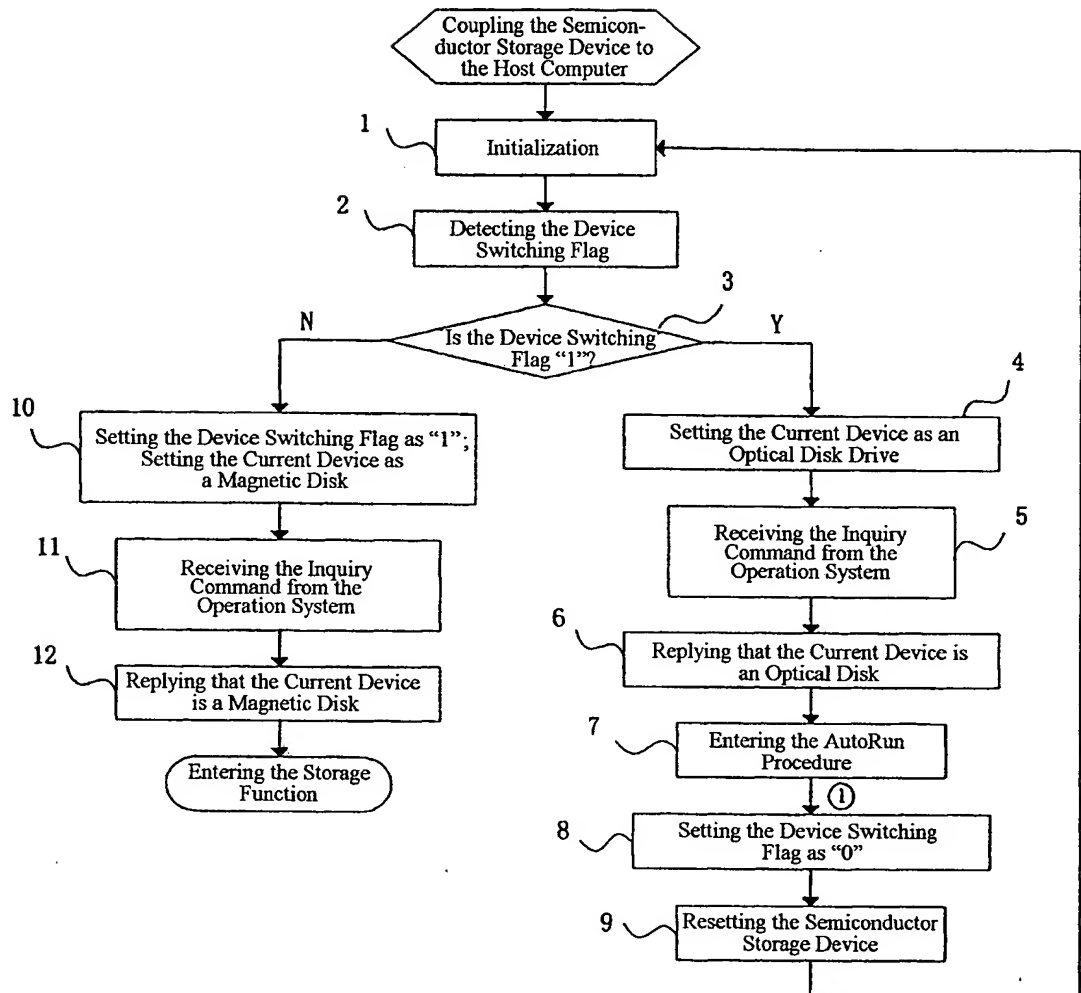 Coupling the Semicon-
ductor Storage Device to
the Host Computer
1
Initialization
2
Detecting the Device
Switching Flag
3
N
Y
Is the Device Switching
Flag “1”?
4
10
Setting the Device Switching Flag as “1”;
Setting the Current Device as
a Magnetic Disk
Setting the Current Device as an
Optical Disk Drive
5
11
Receiving the Inquiry
Command from the
Operation System
Receiving the Inquiry
Command from the
Operation System
6
12
Replying that the Current Device
is a Magnetic Disk
Replying that the Current Device is
an Optical Disk
7
Entering the AutoRun
Procedure
Entering the Storage
Function
1
8
Setting the Device Switching
Flag as “0”
9
Resetting the Semiconductor
Storage Device